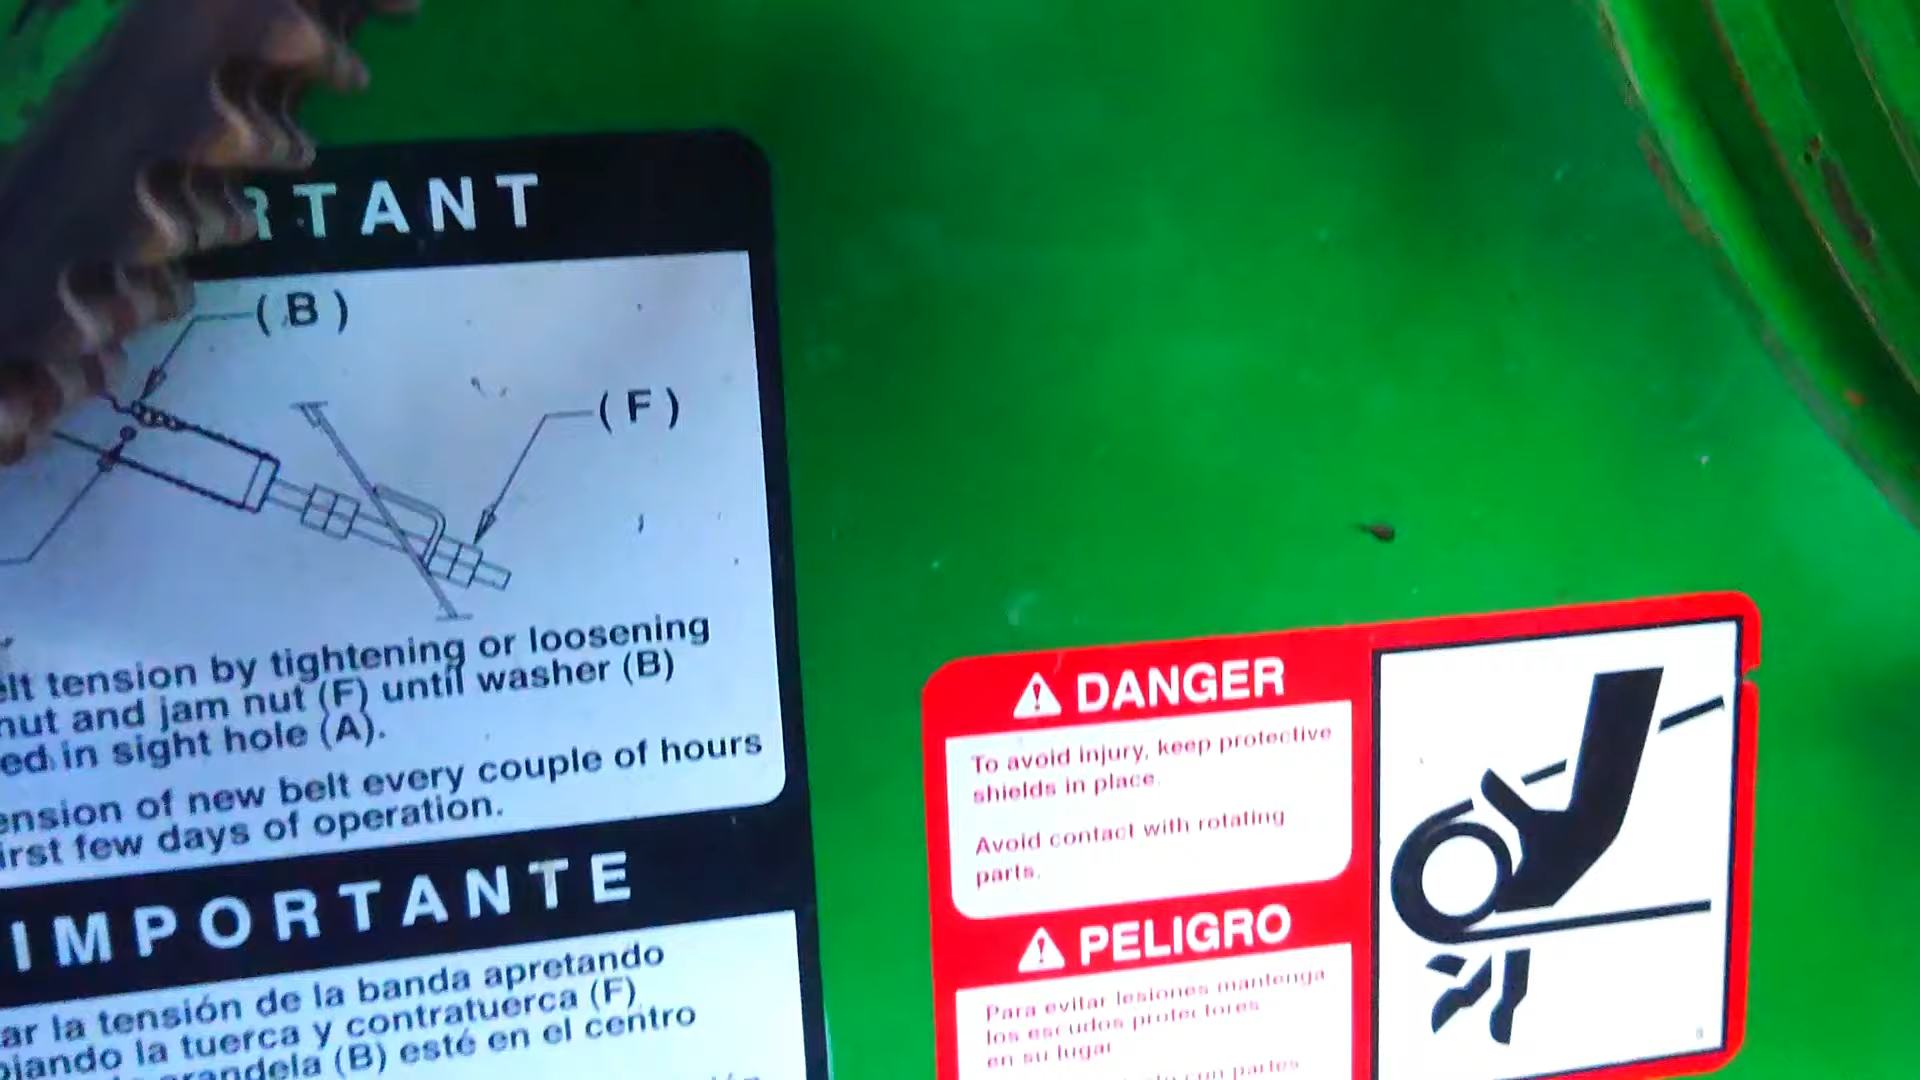 RTANT
(B)
(F)
elt tension by tightening or loosening
nut and jam nut (F) until washer (B)
ed in sight hole (A).
ension of new belt every couple of hours
irst few days of operation.
IMPORTANTE
ar la tensión de la banda apretando
ojando la tuerca y contratuerca (F)
arandela (B) esté en el centro
DANGER
To avoid injury, keep protective
shields in place.
Avoid contact with rotating
parts.
PELIGRO
Para evitar lesiones mantenga
los escudos protectores
en su lugar
con partes